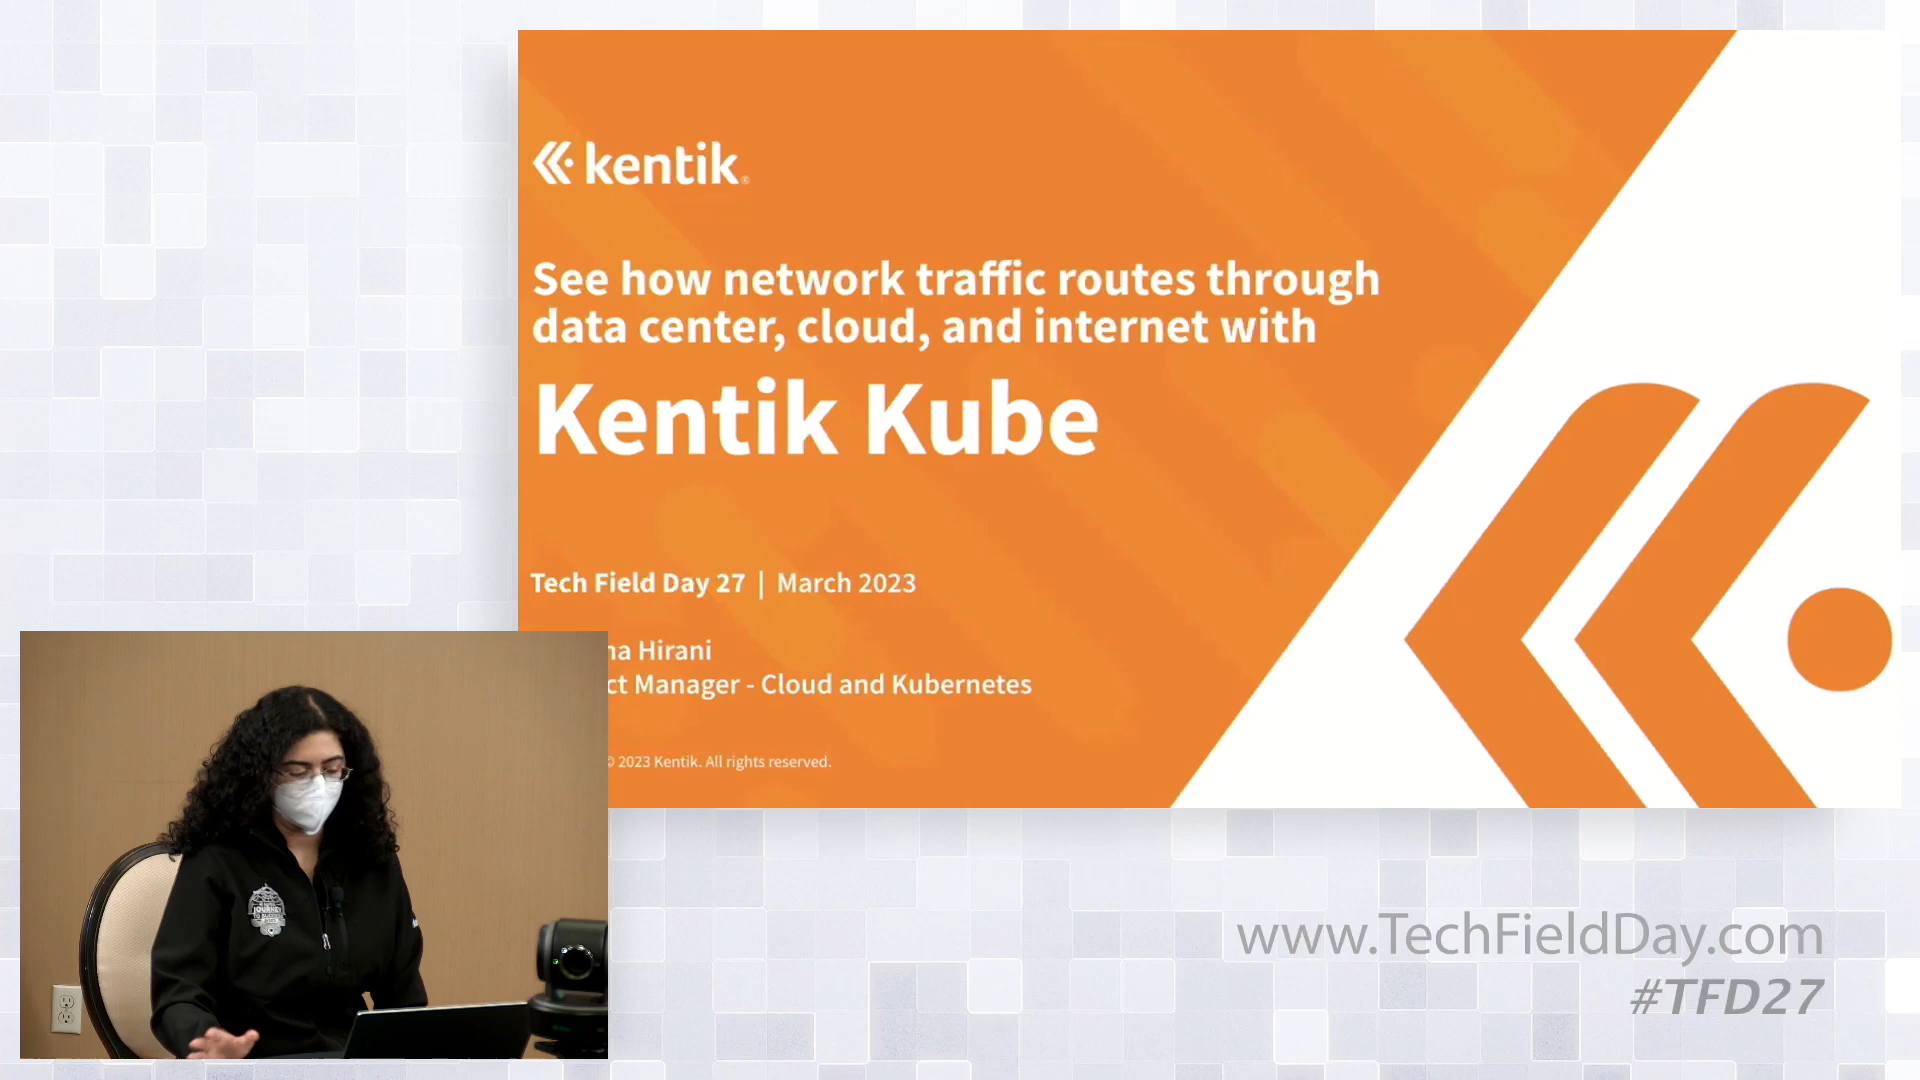 kentik®
See how network traffic routes through
data center, cloud, and internet with
Kentik Kube
Tech Field Day 27 | March 2023
na Hirani
ct Manager - Cloud and Kubernetes
© 2023 Kentik. All rights reserved.
JOURNEY
www.TechFieldDay.com
#TFD27